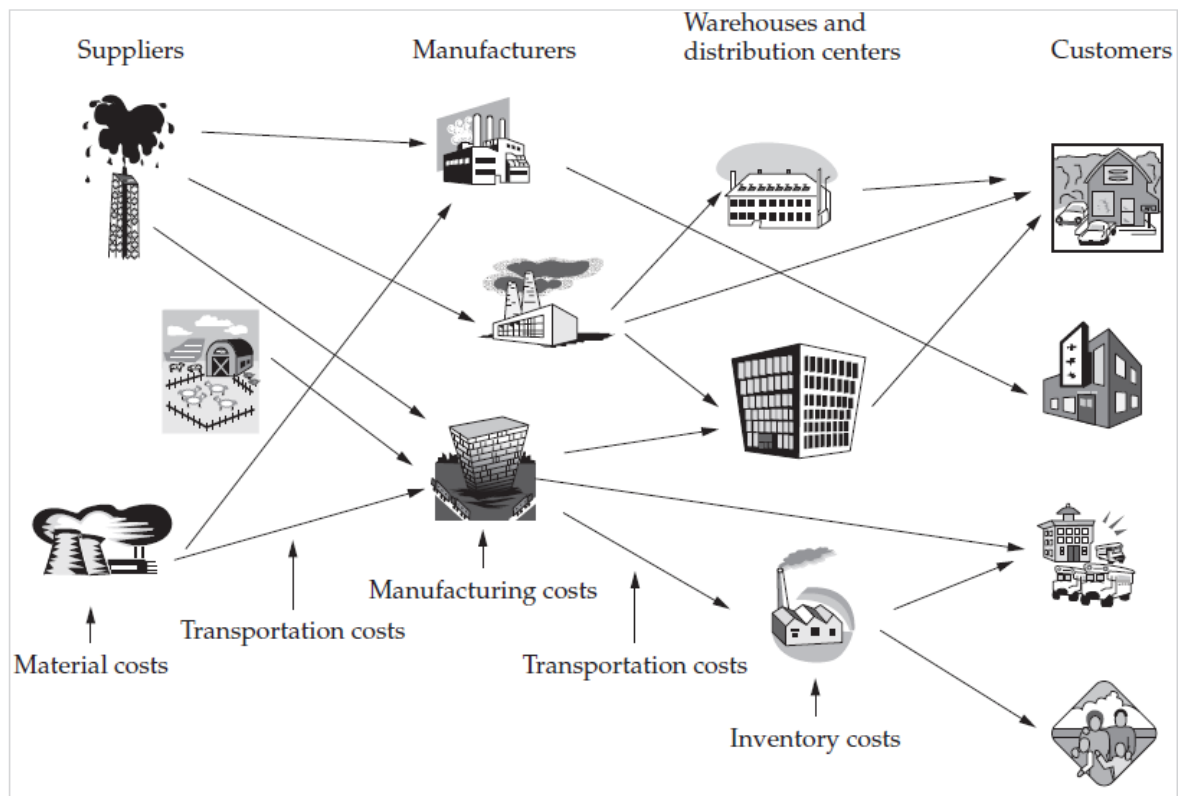 Suppliers
Manufacturers
Warehouses and
distribution centers
Customers
Material costs
Transportation costs
Manufacturing costs
Transportation costs
Inventory costs